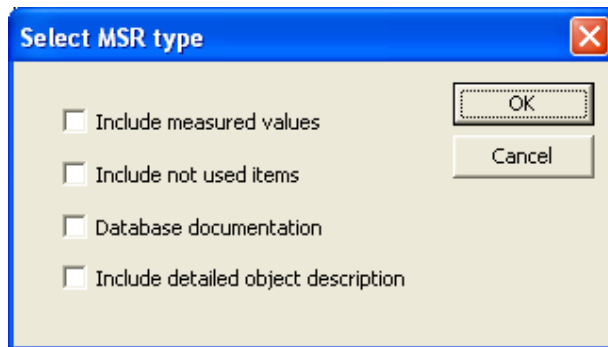 Select MSR type
OK
Include measured values
Cancel
Include not used items
Database documentation
Include detailed object description